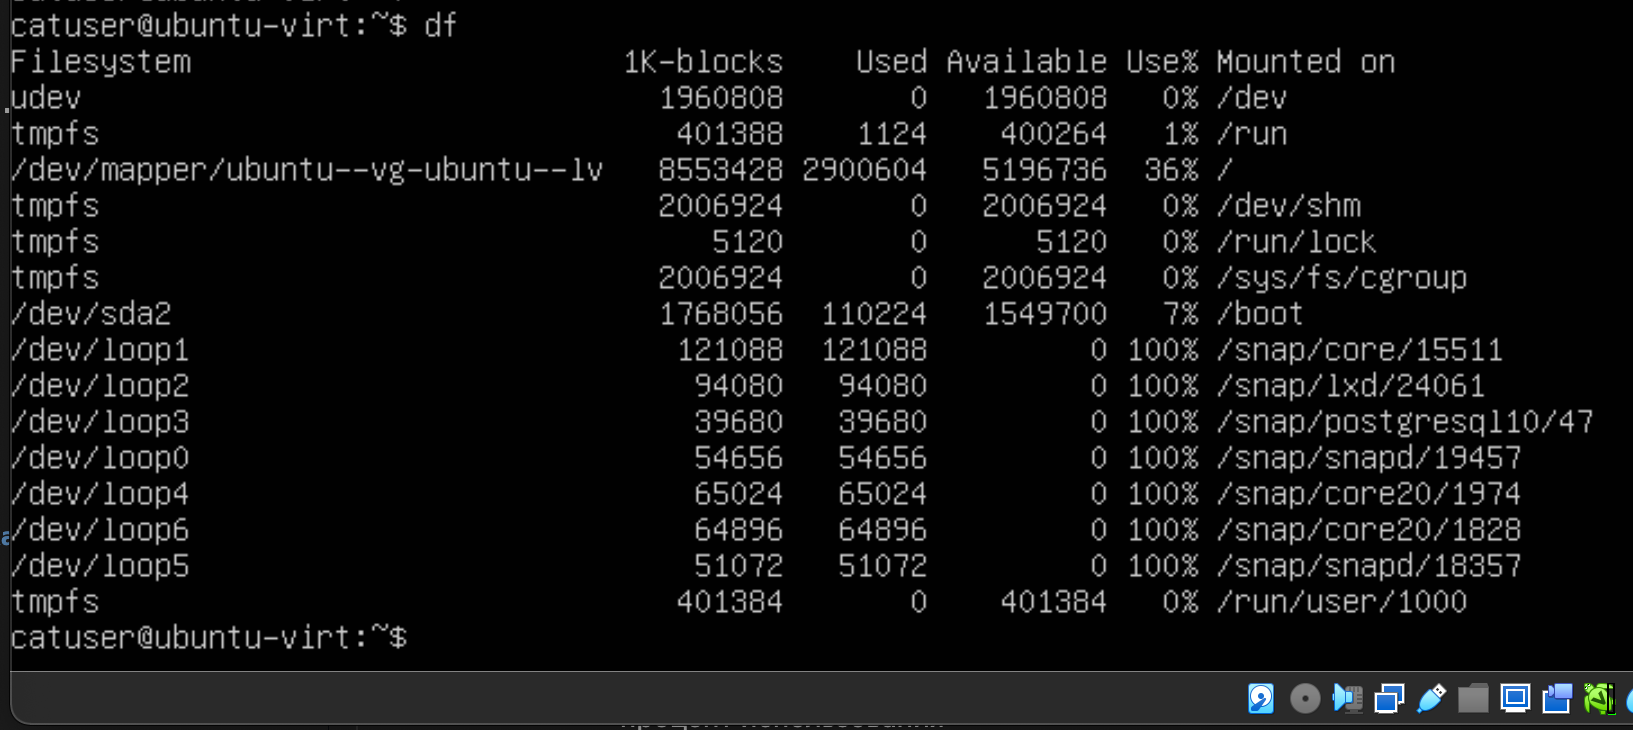 catuser@ubuntu-virt:~$ df
Filesystem 1K-blocks Used Available Use% Mounted on
udev 1960808 0 1960808 0% /dev
tmpfs 401388 1124 400264 1% /run
/dev/mapper/ubuntu--vg-ubuntu--lv 8553428 2900604 5196736 36% /
tmpfs 2006924 0 2006924 0% /dev/shm
tmpfs 5120 0 5120 0% /run/lock
tmpfs 2006924 0 2006924 0% /sys/fs/cgroup
/dev/sda2 1768056 110224 1549700 7% /boot
/dev/loop1 121088 121088 0 100% /snap/core/15511
/dev/loop2 94080 94080 0 100% /snap/lxd/24061
/dev/loop3 39680 39680 0 100% /snap/postgresql10/47
/dev/loop0 54656 54656 0 100% /snap/snapd/19457
/dev/loop4 65024 65024 0 100% /snap/core20/1974
/dev/loop6 64896 64896 0 100% /snap/core20/1828
/dev/loop5 51072 51072 0 100% /snap/snapd/18357
tmpfs 401384 0 401384 0% /run/user/1000
catuser@ubuntu-virt:~$